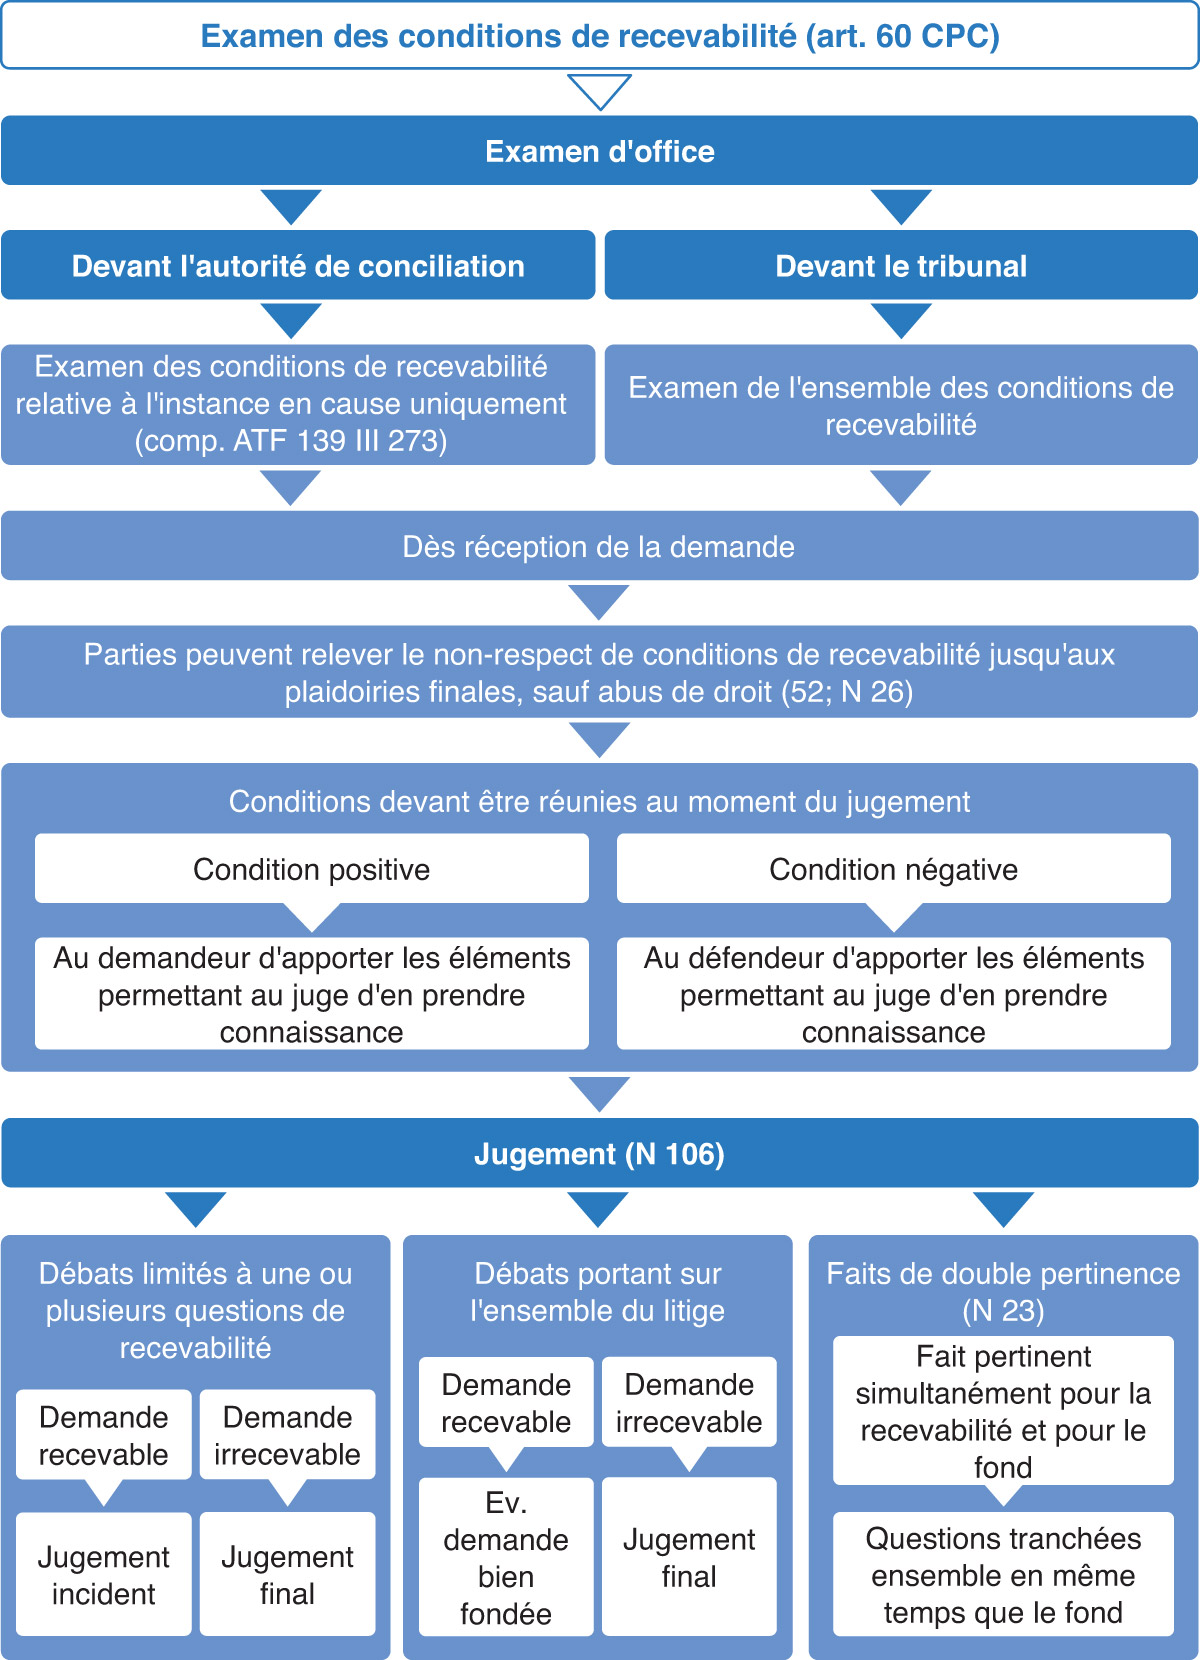 Examen des conditions de recevabilité (art. 60 CPC)
Examen d'office
Devant l'autorité de conciliation
Devant le tribunal
Examen des conditions de recevabilité
relative à l'instance en cause uniquement
(comp. ATF 139 III 273)
Examen de l'ensemble des conditions de
recevabilité
Dès réception de la demande
Parties peuvent relever le non-respect de conditions de recevabilité jusqu'aux
plaidoiries finales, sauf abus de droit (52; N 26)
Conditions devant être réunies au moment du jugement
Condition positive
Au demandeur d'apporter les éléments
permettant au juge d'en prendre
connaissance
Condition négative
Au défendeur d'apporter les éléments
permettant au juge d'en prendre
connaissance
Jugement (N 106)
Débats limités à une ou
plusieurs questions de
recevabilité
Demande
recevable
Jugement
incident
Demande
irrecevable
Jugement
final
Débats portant sur
l'ensemble du litige
Demande
recevable
Ev.
demande
bien
fondée
Demande
irrecevable
Jugement
final
Faits de double pertinence
(N 23)
Fait pertinent
simultanément pour la
recevabilité et pour le
fond
Questions tranchées
ensemble en même
temps que le fond